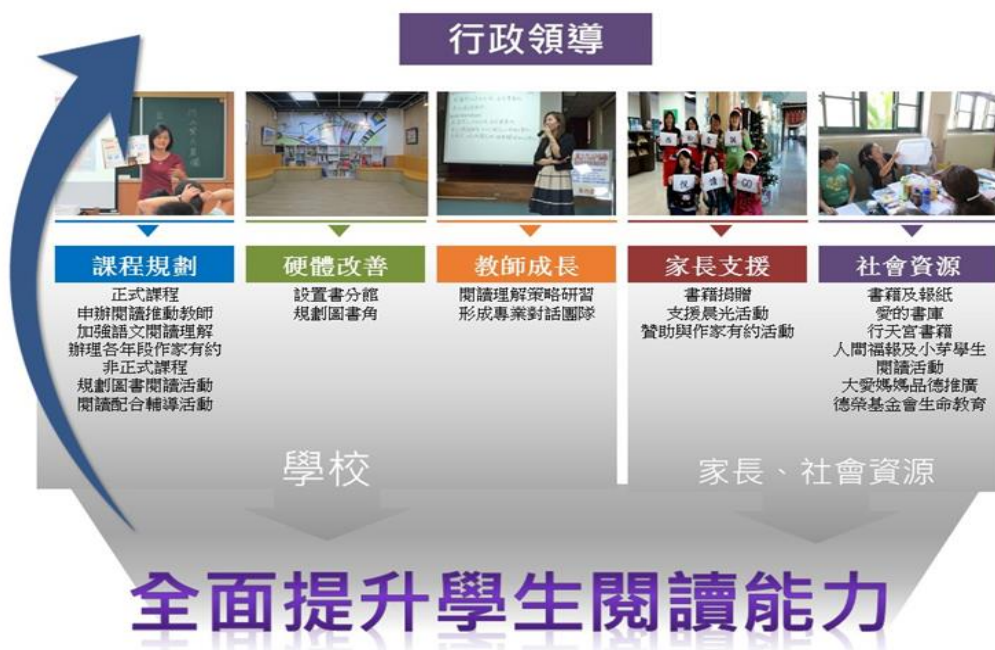 行政領導
課程規劃
正式課程
申辦閱讀推動教師
加強語文閱讀理解
辦理各年段作家有約
非正式課程
規劃圖書閱讀活動
閱讀配合輔導活動
硬體改善
設置書分館
規劃圖書角
教師成長
閱讀理解策略研習
形成專業對話團隊
家長支援
書籍捐贈
支援晨光活動
贊助與作家有約活動
社會資源
書籍及報紙
愛的書庫
行天宮書籍
人間福報及小芽學生
閱讀活動
大愛媽媽品德推廣
德榮基金會生命教育
學校
家長、社會資源
全面提升學生閱讀能力